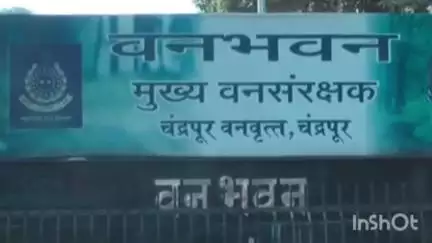 वनभवन
मुख्य वनसंरक्षक
चंद्रपूर वनवृत्त, चंद्रपूर
वन भवन
InShOt